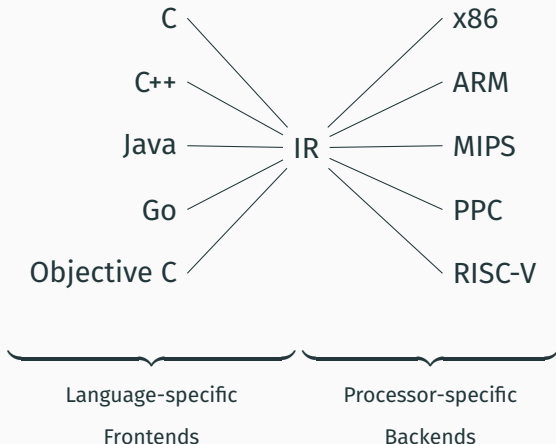 C
C++
Java
Go
Objective C
IR
x86
ARM
MIPS
PPC
RISC-V
Language-specific
Frontends
Processor-specific
Backends